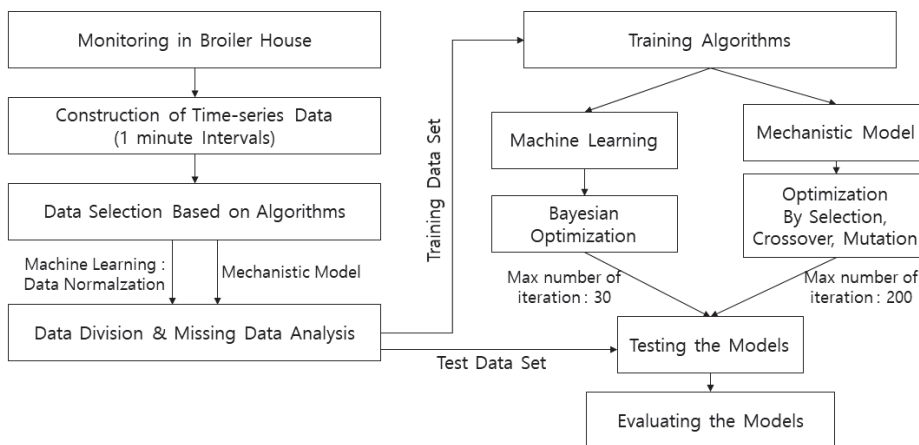 Monitoring in Broiler House
Construction of Time-series Data
(1 minute Intervals)
Data Selection Based on Algorithms
Machine Learning :
Data Normalzation
Mechanistic Model
Data Division & Missing Data Analysis
Training Data Set
Test Data Set
Training Algorithms
Machine Learning
Mechanistic Model
Bayesian
Optimization
Optimization
By Selection,
Crossover, Mutation
Max number of
iteration : 30
Max number of
iteration : 200
Testing the Models
Evaluating the Models